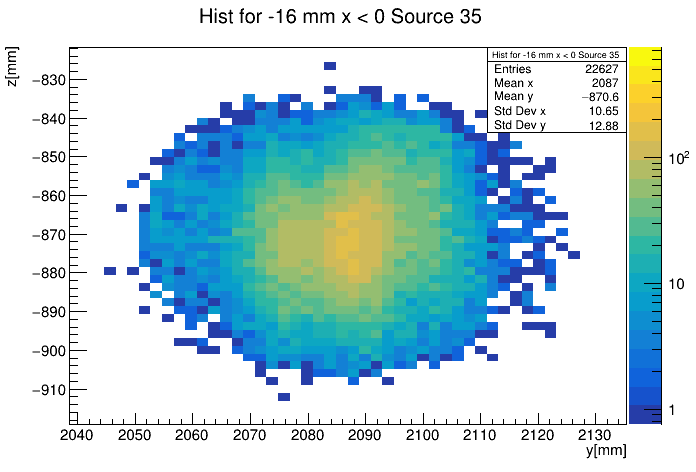 Hist for -16 mm x < 0 Source 35
z[mm]
Hist for -16 mm x < 0 Source 35
Entries 22627
Mean x 2087
Mean y −870.6
Std Dev x 10.65
Std Dev y 12.88
−830
−840
−850
−860
−870
−880
−890
−900
−910
10²
10
1
2040 2050 2060 2070 2080 2090 2100 2110 2120 2130
y[mm]